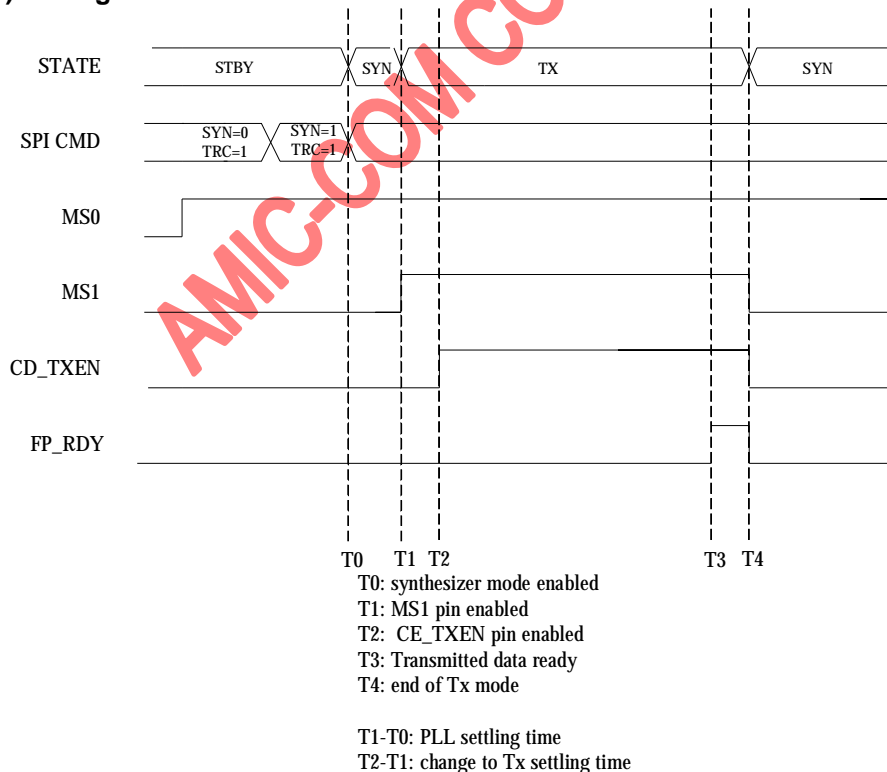 STATE STBY SYN TX SYN
SPI CMD SYN=0 SYN=1
TRC=1 TRC=1
MS0
MS1
CD_TXEN
FP_RDY
T0 T1 T2 T3 T4
T0: synthesizer mode enabled
T1: MS1 pin enabled
T2: CE_TXEN pin enabled
T3: Transmitted data ready
T4: end of Tx mode
T1-T0: PLL settling time
T2-T1: change to Tx settling time
AMIC-COM